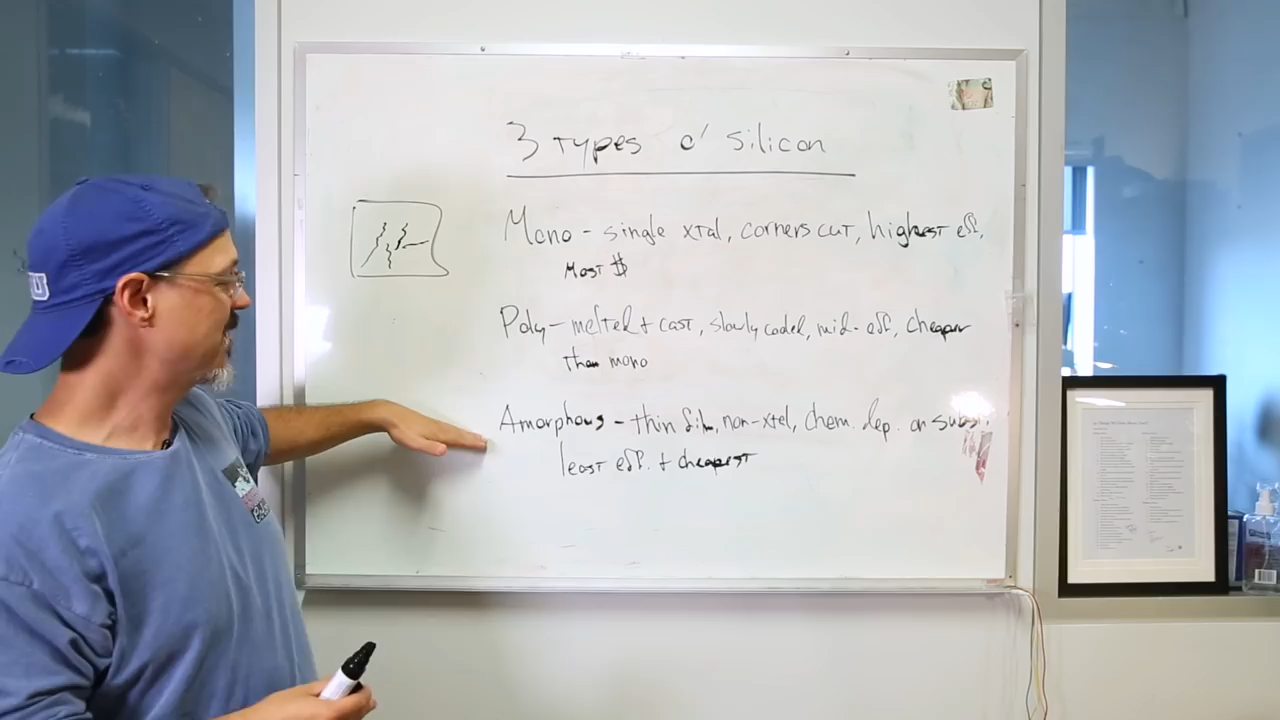 3 Types o' silicon
Mono - single xtal, corners cut, highest eff,
Most $
Poly - melted + cast, slowly cooled, mid-eff, cheaper
than mono
Amorphous - thin film, non-xtal, chem. dep. on subst.
least eff. + cheapest